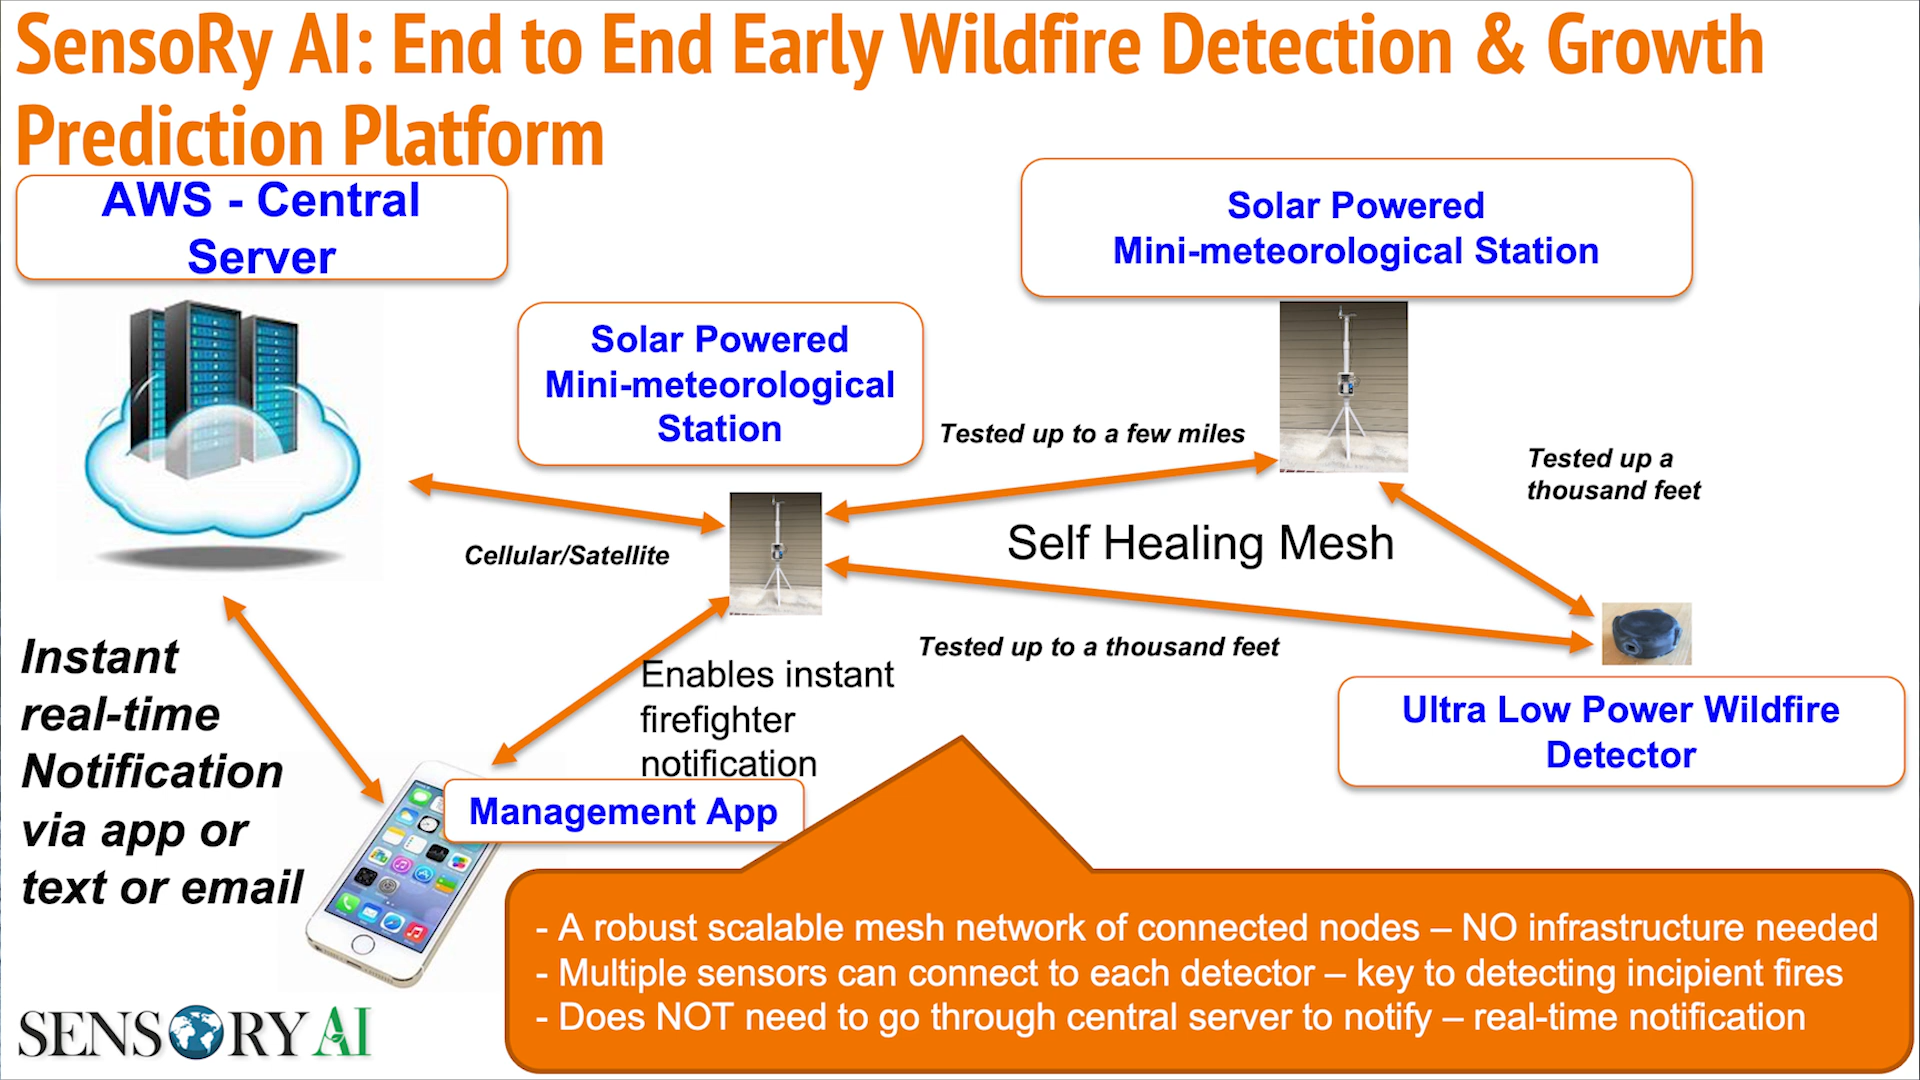 SensoRy AI: End to End Early Wildfire Detection & Growth
Prediction Platform
AWS - Central
Server
Solar Powered
Mini-meteorological Station
Solar Powered
Mini-meteorological
Station
Tested up to a few miles
Tested up a
thousand feet
Self Healing Mesh
Cellular/Satellite
Tested up to a thousand feet
Instant
real-time
Notification
via app or
text or email
Enables instant
firefighter
notification
Ultra Low Power Wildfire
Detector
Management App
- A robust scalable mesh network of connected nodes – NO infrastructure needed
- Multiple sensors can connect to each detector – key to detecting incipient fires
- Does NOT need to go through central server to notify – real-time notification
SENSORY AI